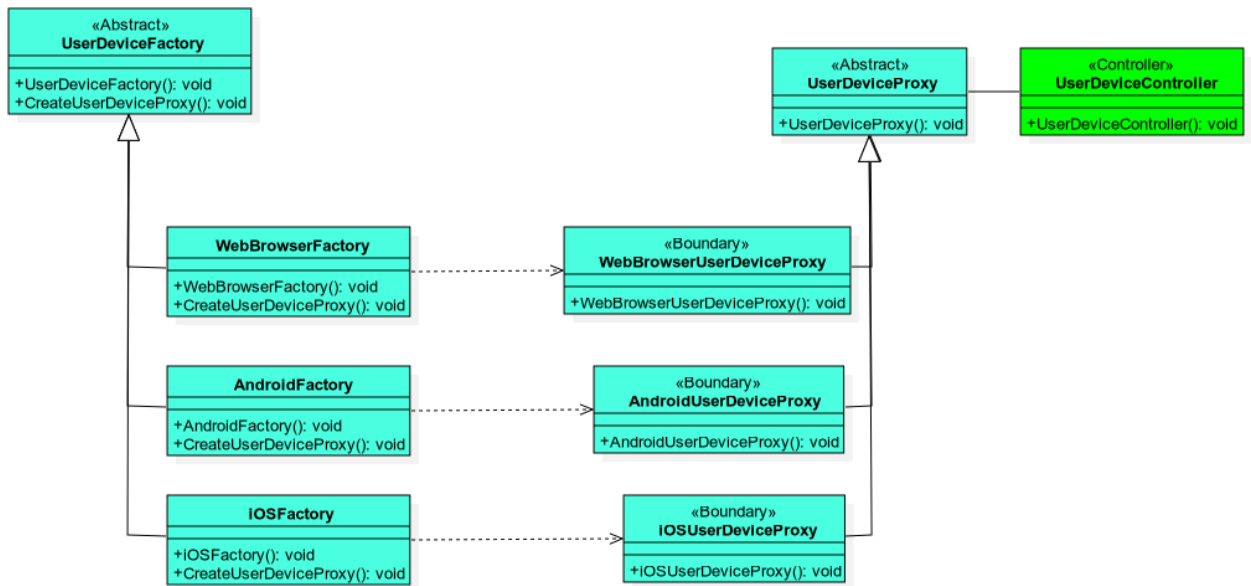 «Abstract»
UserDeviceFactory
+UserDeviceFactory(): void
+CreateUserDeviceProxy(): void
«Abstract»
UserDeviceProxy
+UserDeviceProxy(): void
«Controller»
UserDeviceController
+UserDeviceController(): void
WebBrowserFactory
+WebBrowserFactory(): void
+CreateUserDeviceProxy(): void
«Boundary»
WebBrowserUserDeviceProxy
+WebBrowserUserDeviceProxy(): void
AndroidFactory
+AndroidFactory(): void
+CreateUserDeviceProxy(): void
«Boundary»
AndroidUserDeviceProxy
+AndroidUserDeviceProxy(): void
iOSFactory
+iOSFactory(): void
+CreateUserDeviceProxy(): void
«Boundary»
iOSUserDeviceProxy
+iOSUserDeviceProxy(): void